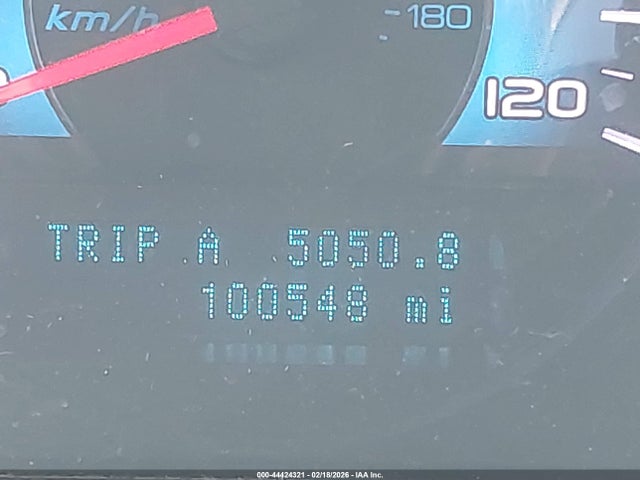 km/h 180
120
TRIP A 5050.8
100548 mi
000-44424321 - 02/18/2026 - IAA Inc.